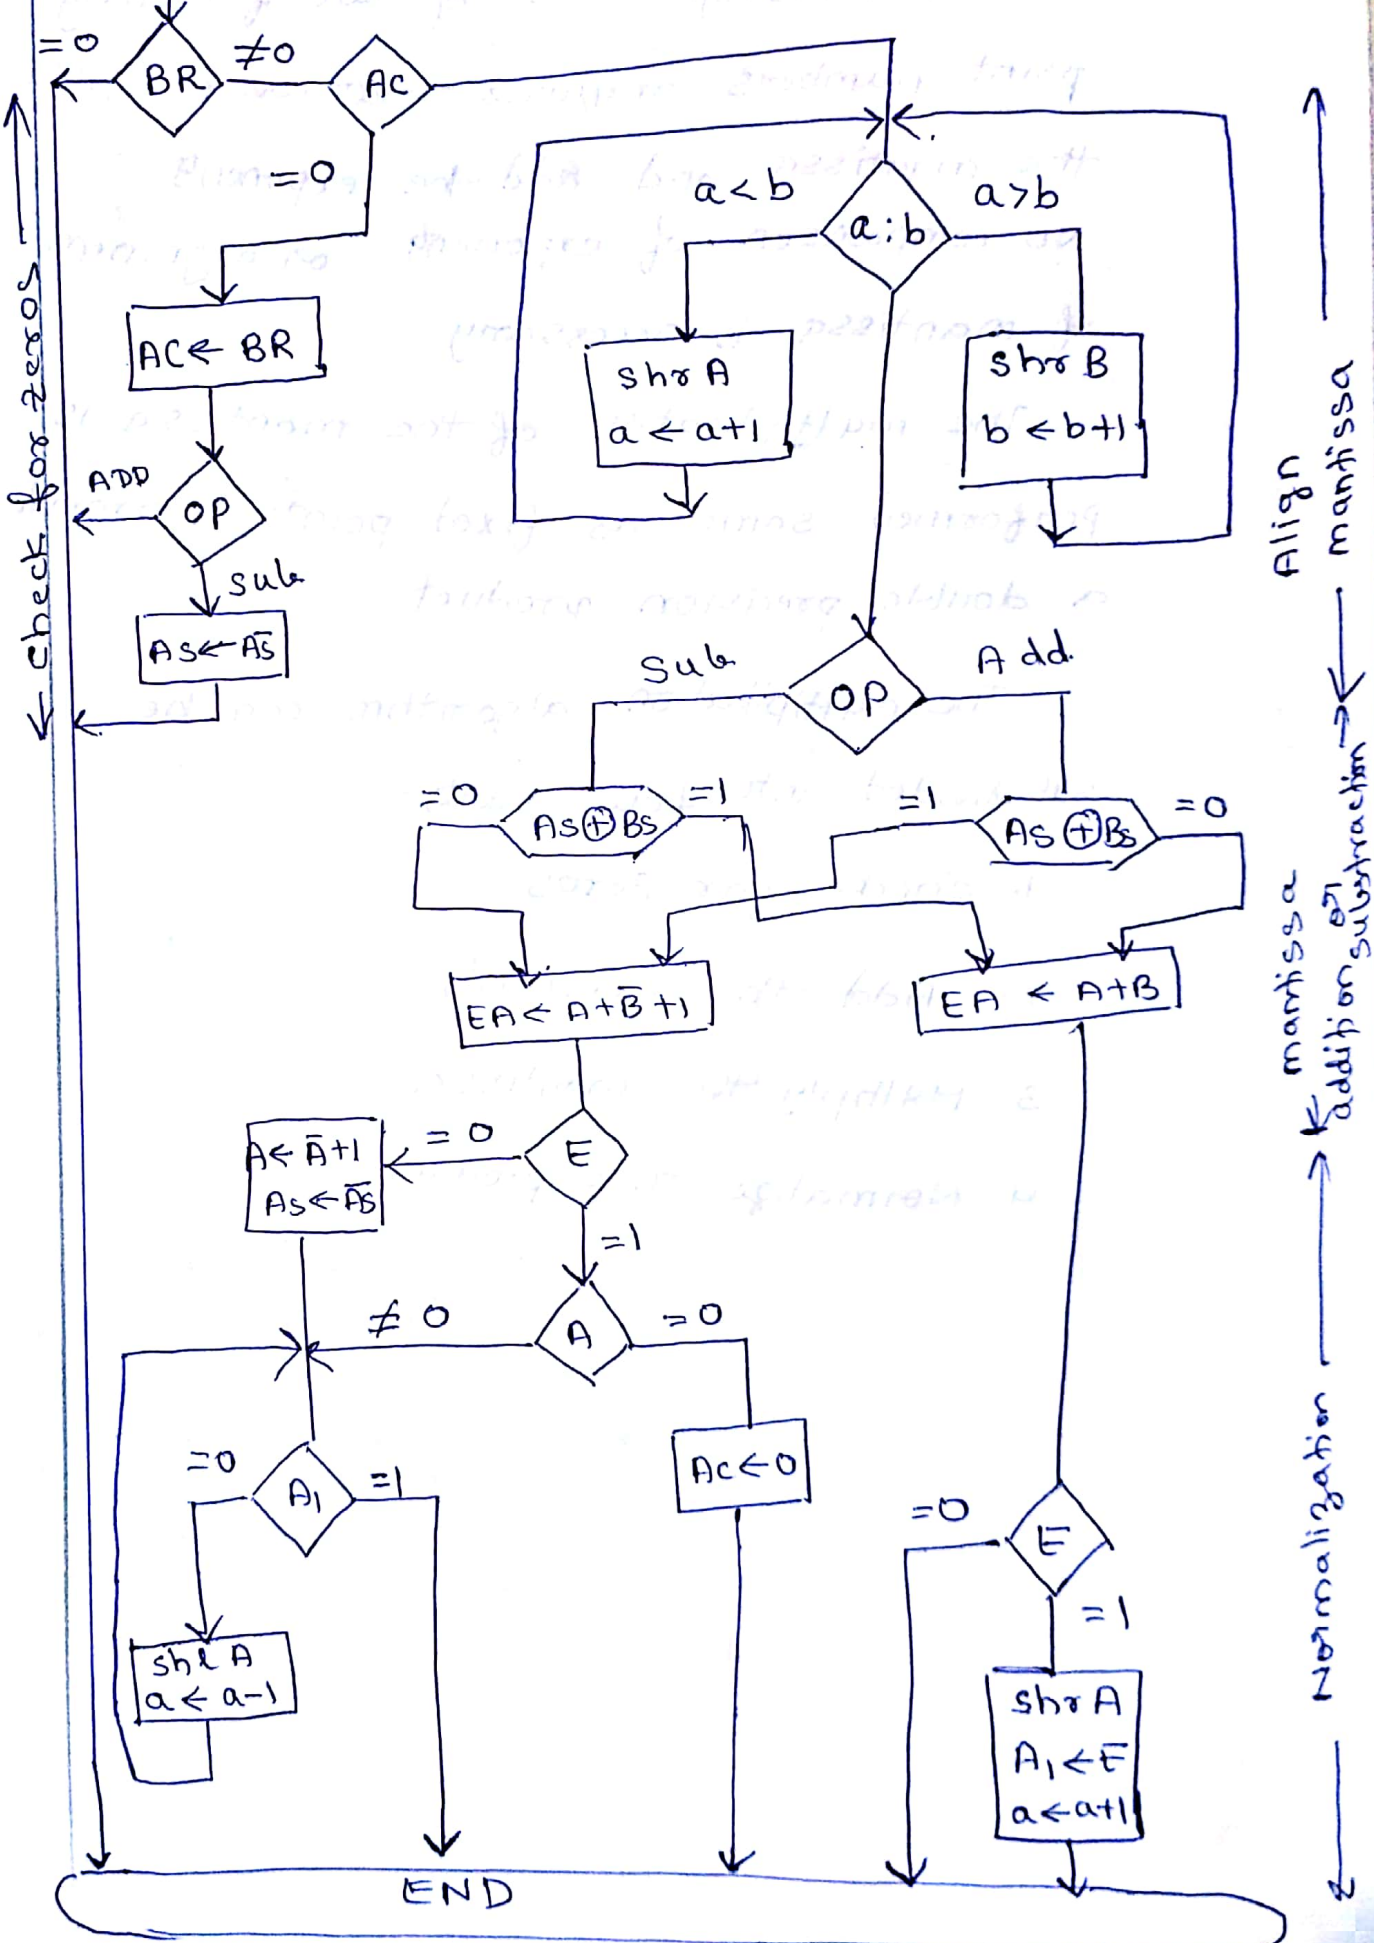 =0
BR
≠0
AC
=0
AC ← BR
ADD
OP
Sub
As ← A̅s̅
check for zeros
a<b
a:b
a>b
shr A
a ← a+1
shr B
b ← b+1
Align
mantissa
Sub
OP
Add
=0
As⊕Bs
=1
=1
As⊕Bs
=0
EA ← A+B̅+1
EA ← A+B
mantissa
addition or
substraction
A ← A̅+1
As ← A̅s̅
=0
E
=1
≠0
A
=0
AC ← 0
=0
A₁
=1
shl A
a ← a-1
=0
E
=1
shr A
A₁ ← E
a ← a+1
Normalization
END